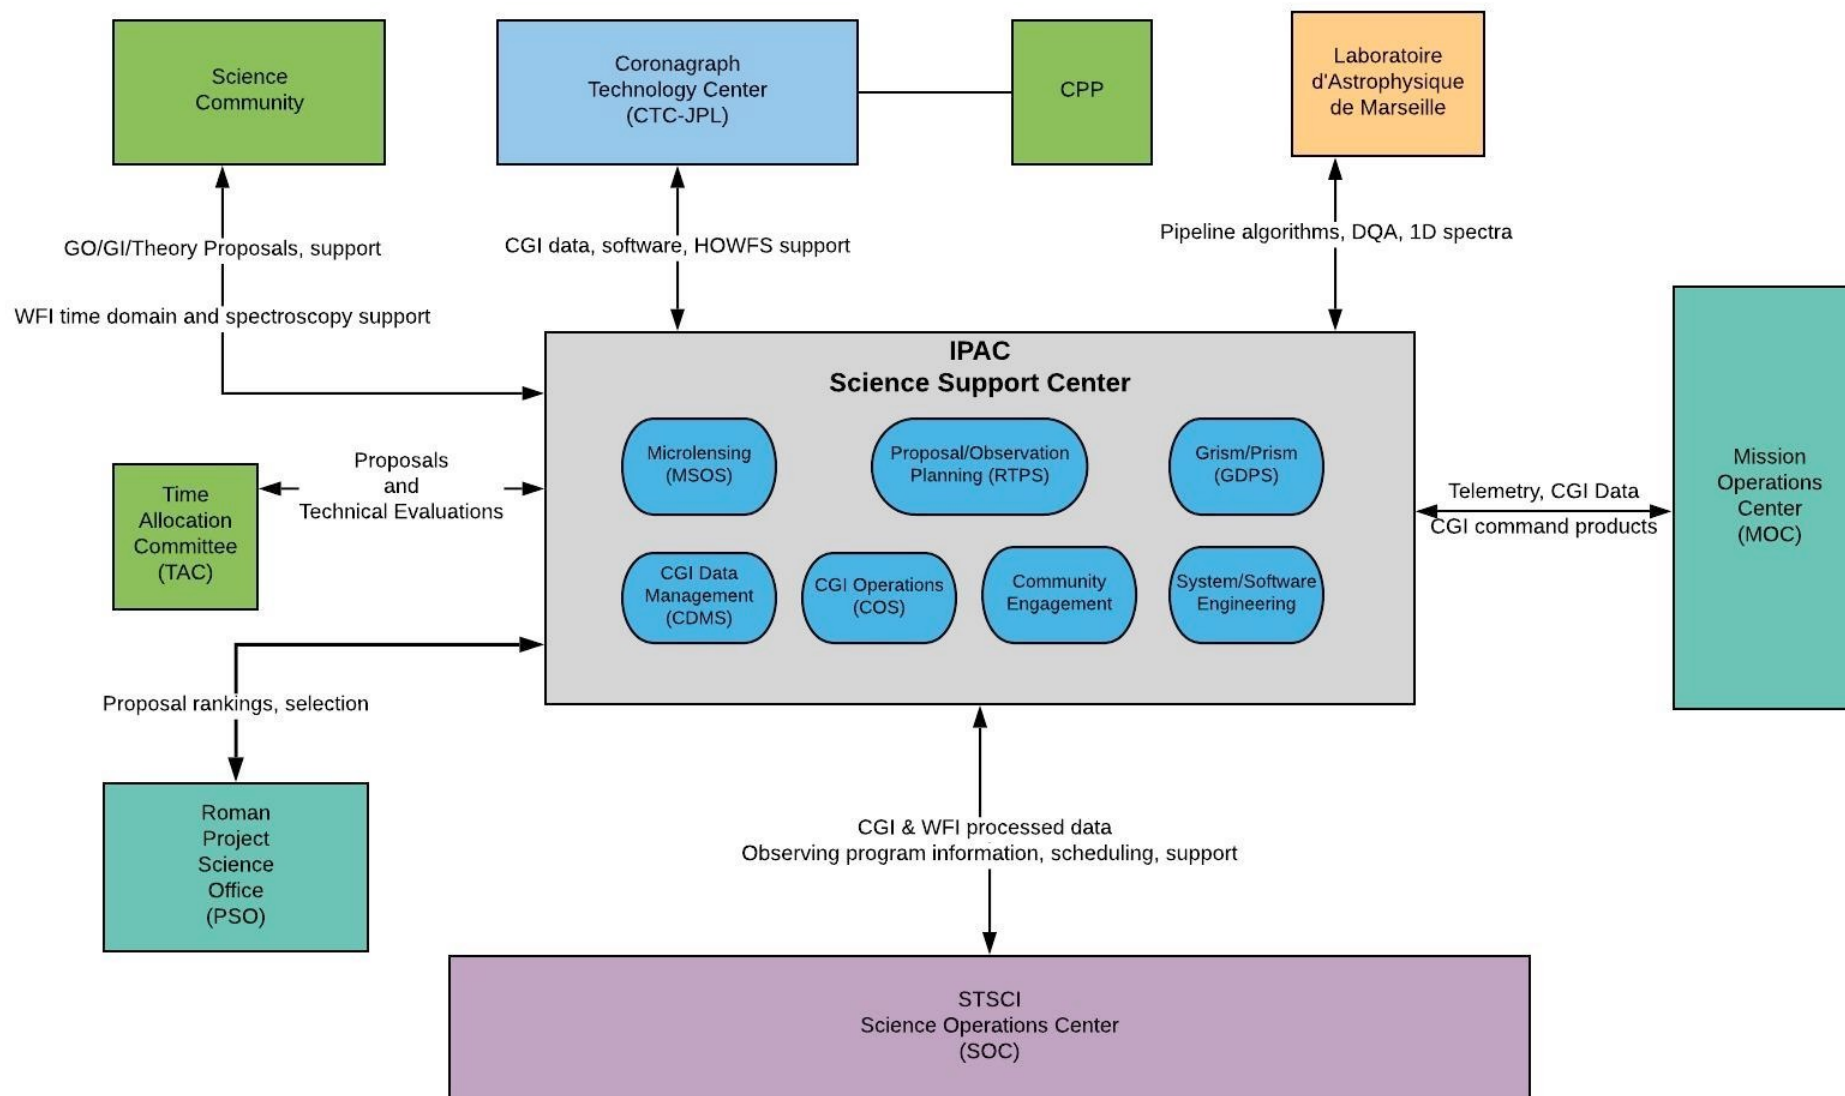 Science
Community
Coronagraph
Technology Center
(CTC-JPL)
CPP
Laboratoire
d'Astrophysique
de Marseille
GO/GI/Theory Proposals, support
WFI time domain and spectroscopy support
CGI data, software, HOWFS support
Pipeline algorithms, DQA, 1D spectra
IPAC
Science Support Center
Microlensing
(MSOS)
Proposal/Observation
Planning (RTPS)
Grism/Prism
(GDPS)
CGI Data
Management
(CDMS)
CGI Operations
(COS)
Community
Engagement
System/Software
Engineering
Time
Allocation
Committee
(TAC)
Proposals
and
Technical Evaluations
Telemetry, CGI Data
CGI command products
Mission
Operations
Center
(MOC)
Proposal rankings, selection
Roman
Project
Science
Office
(PSO)
CGI & WFI processed data
Observing program information, scheduling, support
STSCI
Science Operations Center
(SOC)